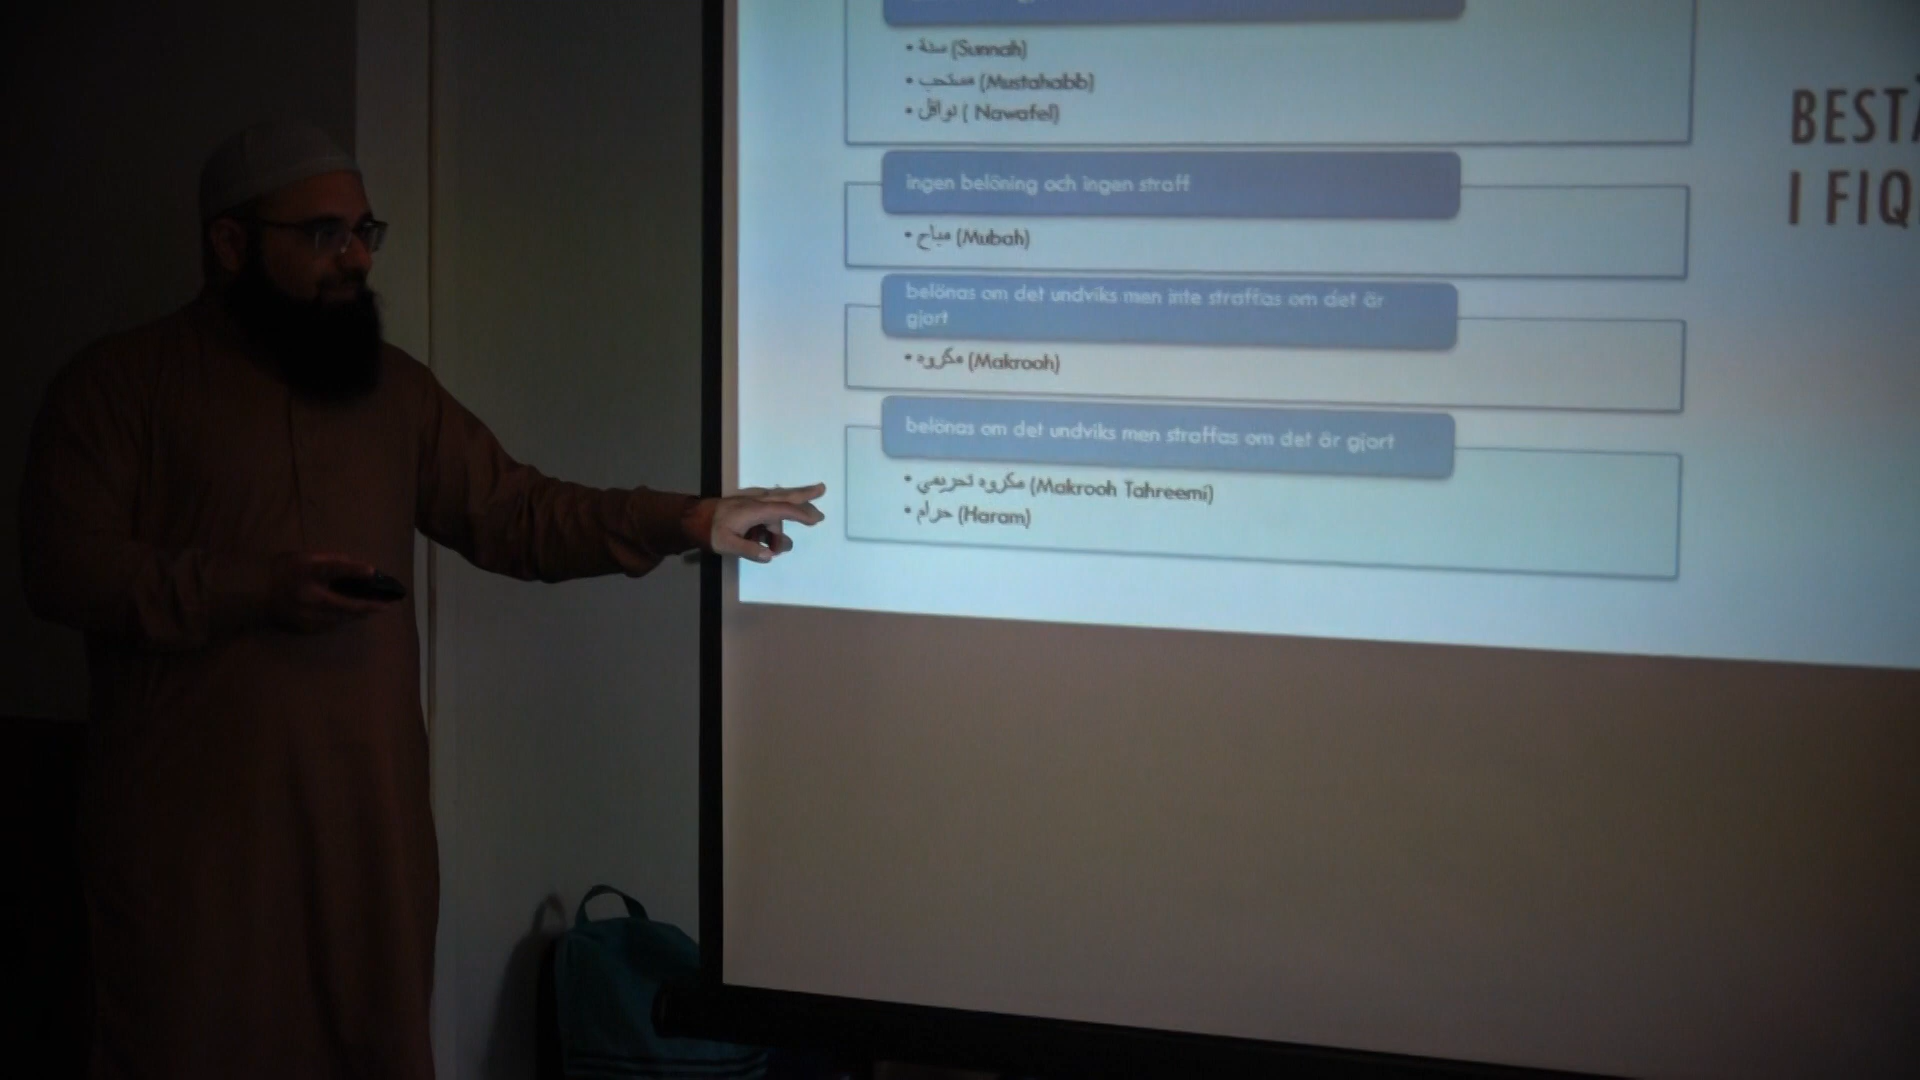 • سنة (Sunnah)
• مستحب (Mustahabb)
• نوافل ( Nawafel)
ingen belöning och ingen straff
• مباح (Mubah)
belönas om det undviks men inte straffas om det är
gjort
• مكروه (Makrooh)
belönas om det undviks men straffas om det är gjort
• مكروه تحريمي (Makrooh Tahreemi)
• حرام (Haram)
BESTÄ
I FIQ